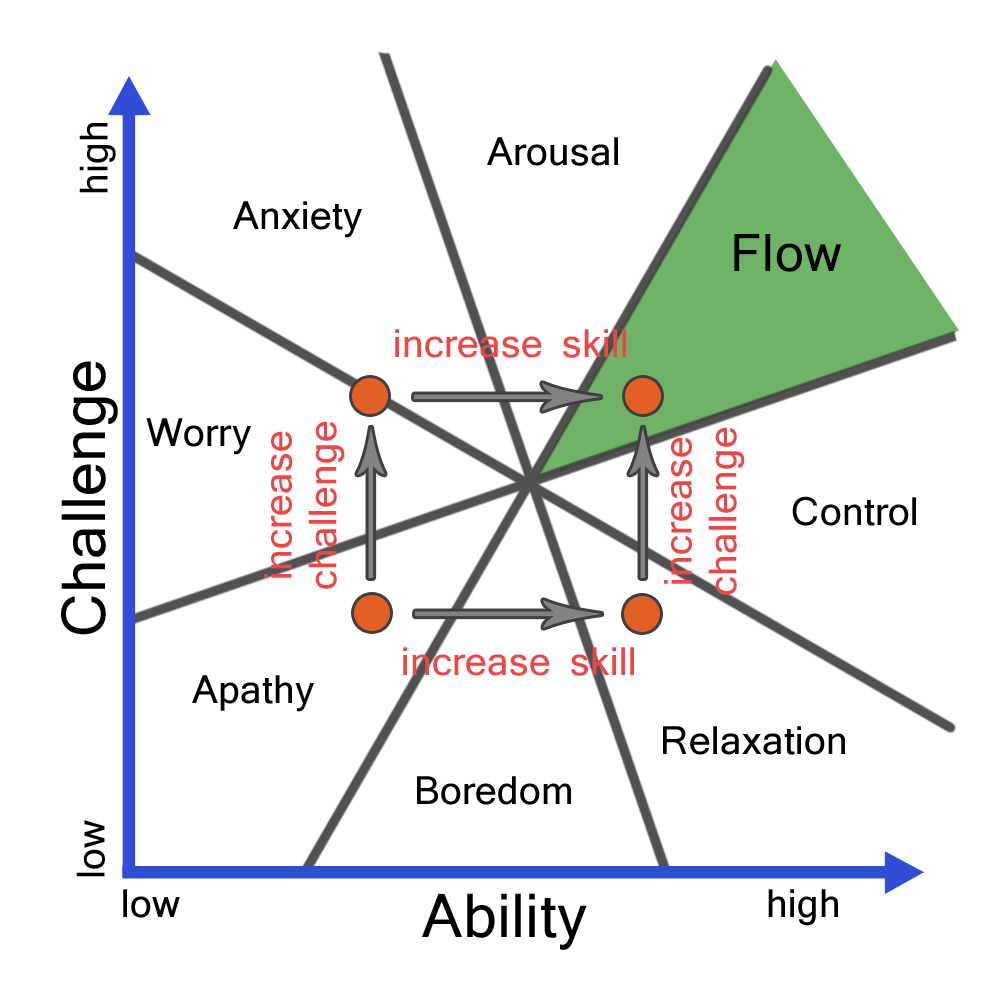 high
Arousal
Anxiety
Flow
increase skill
Challenge
Worry
increase
challenge
increase
challenge
Control
increase skill
Apathy
Relaxation
Boredom
low
low
Ability
high